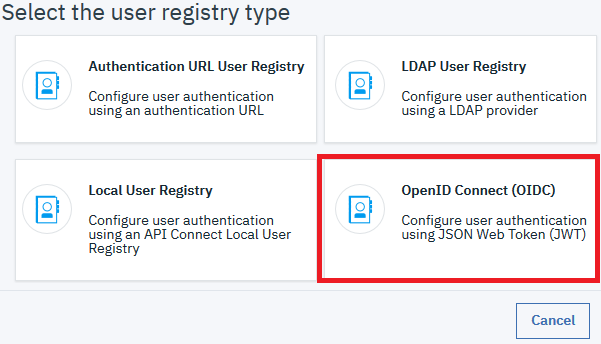 Select the user registry type
Authentication URL User Registry
Configure user authentication
using an authentication URL
LDAP User Registry
Configure user authentication
using a LDAP provider
Local User Registry
Configure user authentication
using an API Connect Local User
Registry
OpenID Connect (OIDC)
Configure user authentication
using JSON Web Token (JWT)
Cancel